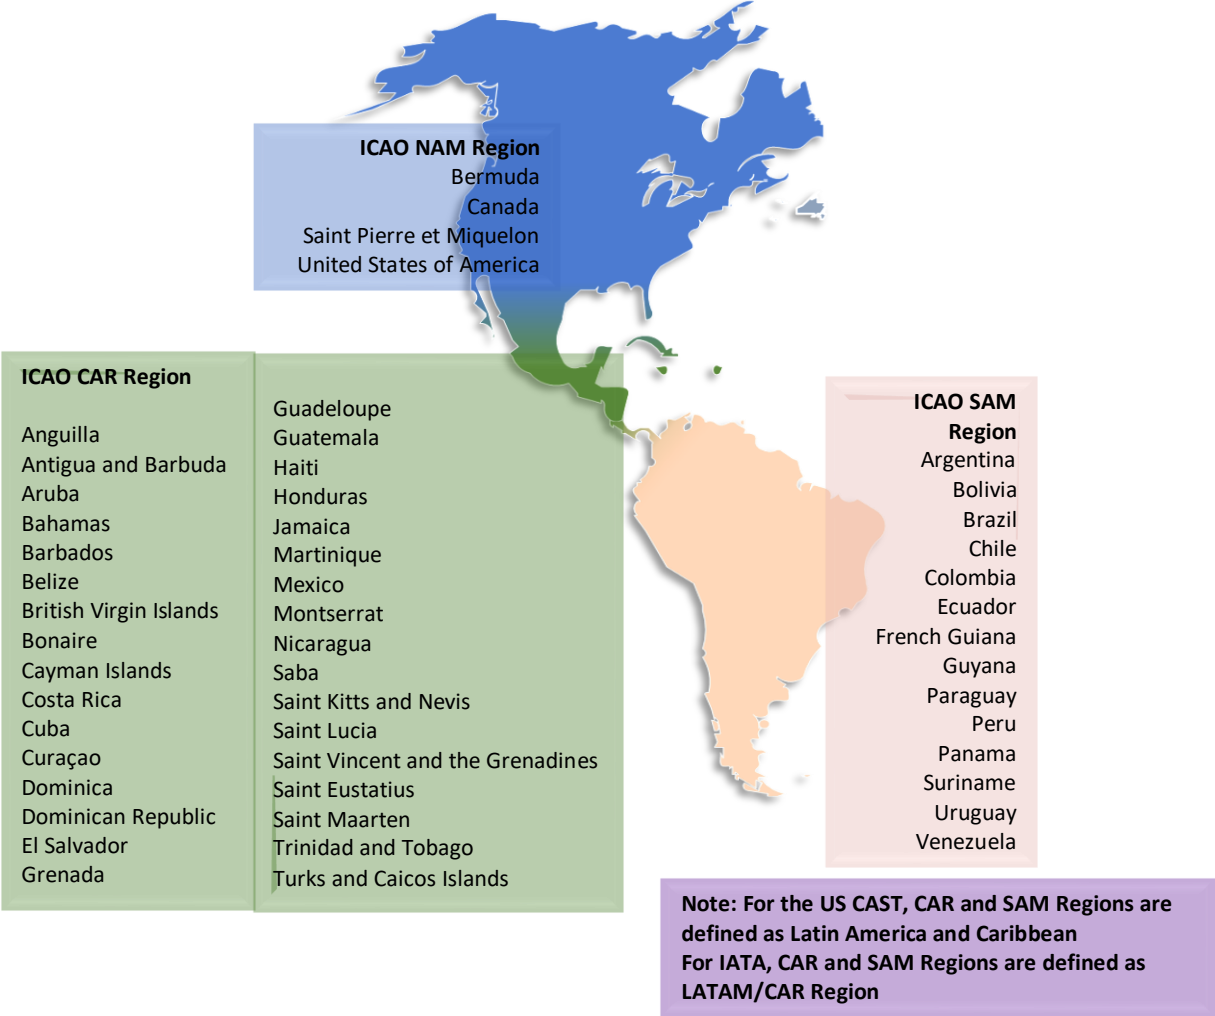 ICAO NAM Region
Bermuda
Canada
Saint Pierre et Miquelon
United States of America
ICAO CAR Region
Anguilla
Antigua and Barbuda
Aruba
Bahamas
Barbados
Belize
British Virgin Islands
Bonaire
Cayman Islands
Costa Rica
Cuba
Curaçao
Dominica
Dominican Republic
El Salvador
Grenada
Guadeloupe
Guatemala
Haiti
Honduras
Jamaica
Martinique
Mexico
Montserrat
Nicaragua
Saba
Saint Kitts and Nevis
Saint Lucia
Saint Vincent and the Grenadines
Saint Eustatius
Saint Maarten
Trinidad and Tobago
Turks and Caicos Islands
ICAO SAM
Region
Argentina
Bolivia
Brazil
Chile
Colombia
Ecuador
French Guiana
Guyana
Paraguay
Peru
Panama
Suriname
Uruguay
Venezuela
Note: For the US CAST, CAR and SAM Regions are
defined as Latin America and Caribbean
For IATA, CAR and SAM Regions are defined as
LATAM/CAR Region